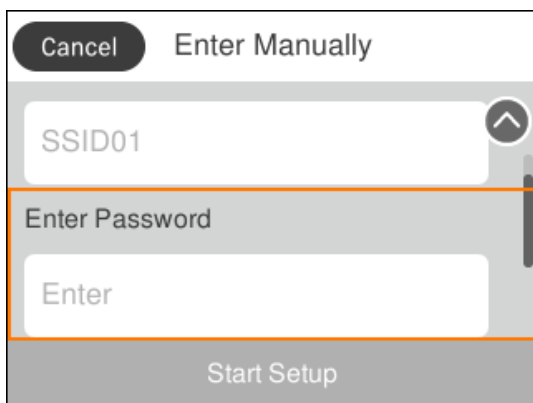 Cancel Enter Manually
SSID01
Enter Password
Enter
Start Setup